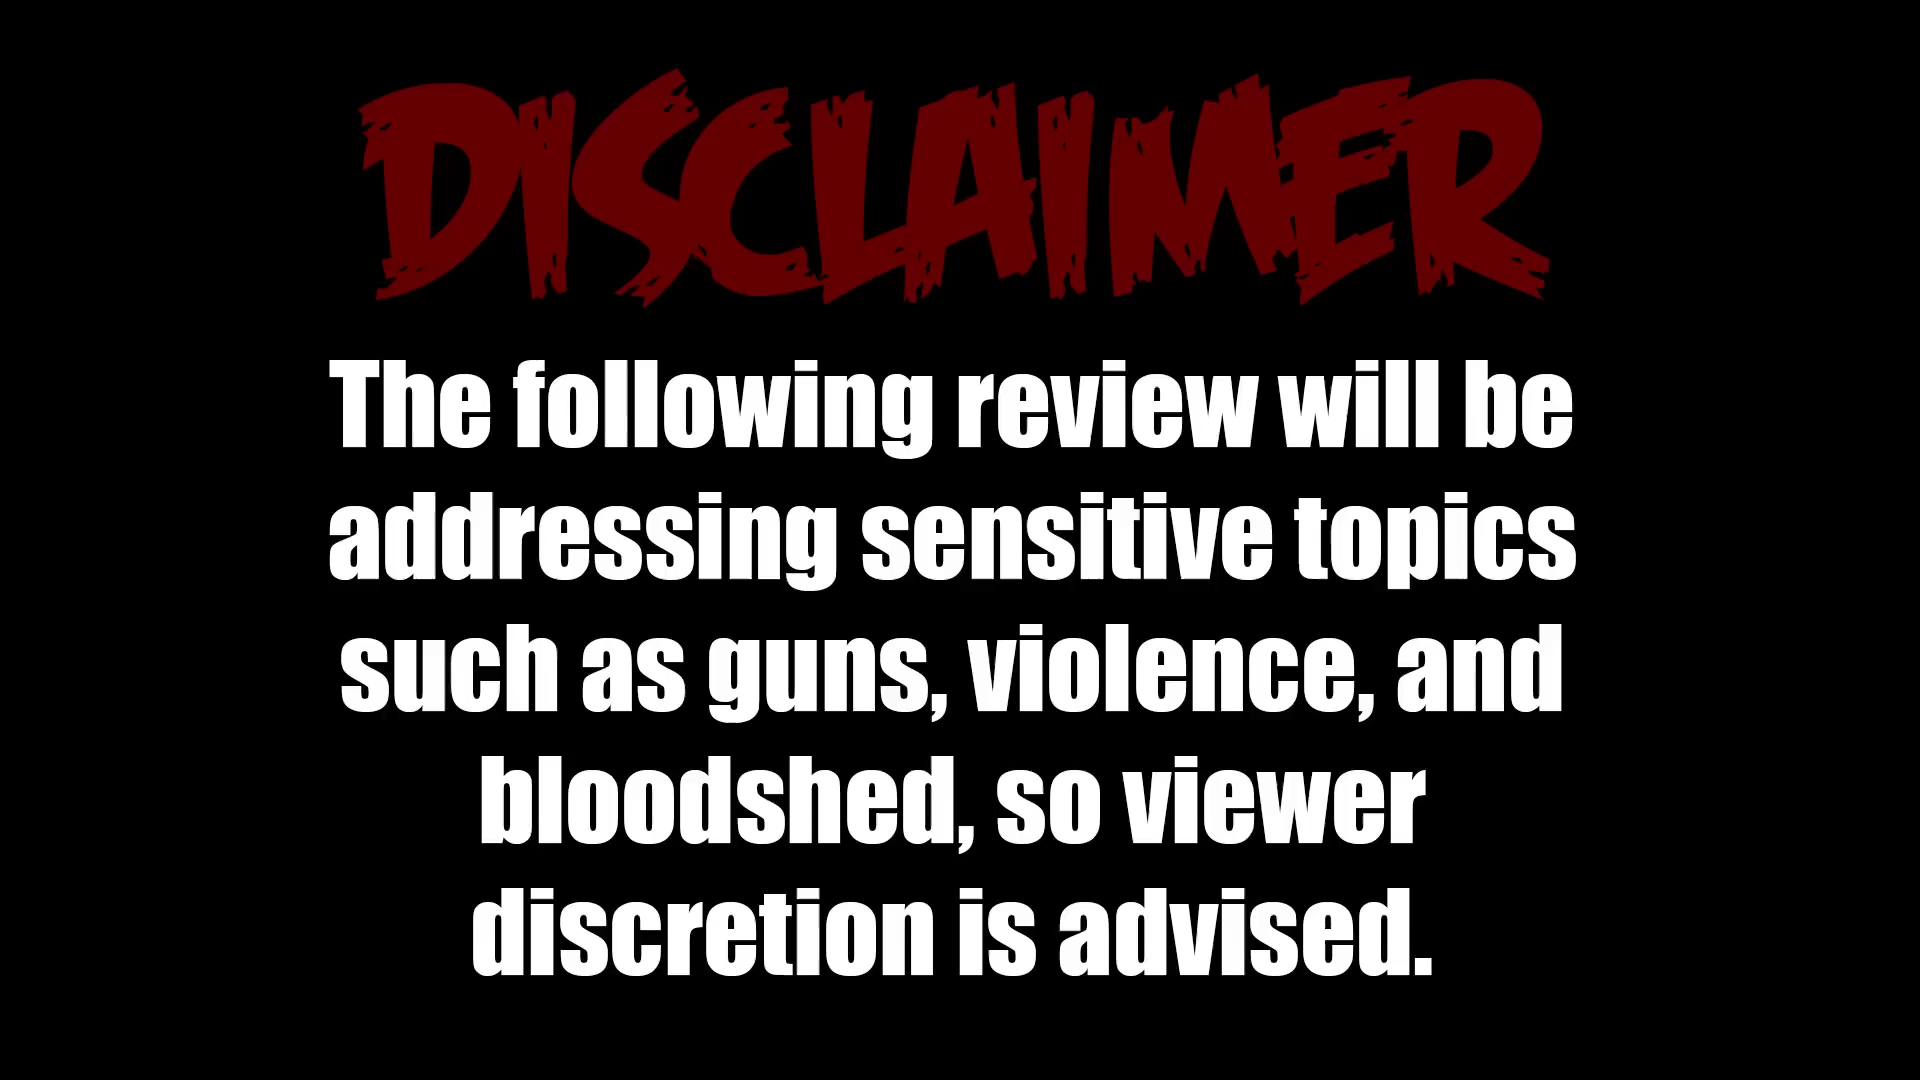 DISCLAIMER
The following review will be
addressing sensitive topics
such as guns, violence, and
bloodshed, so viewer
discretion is advised.